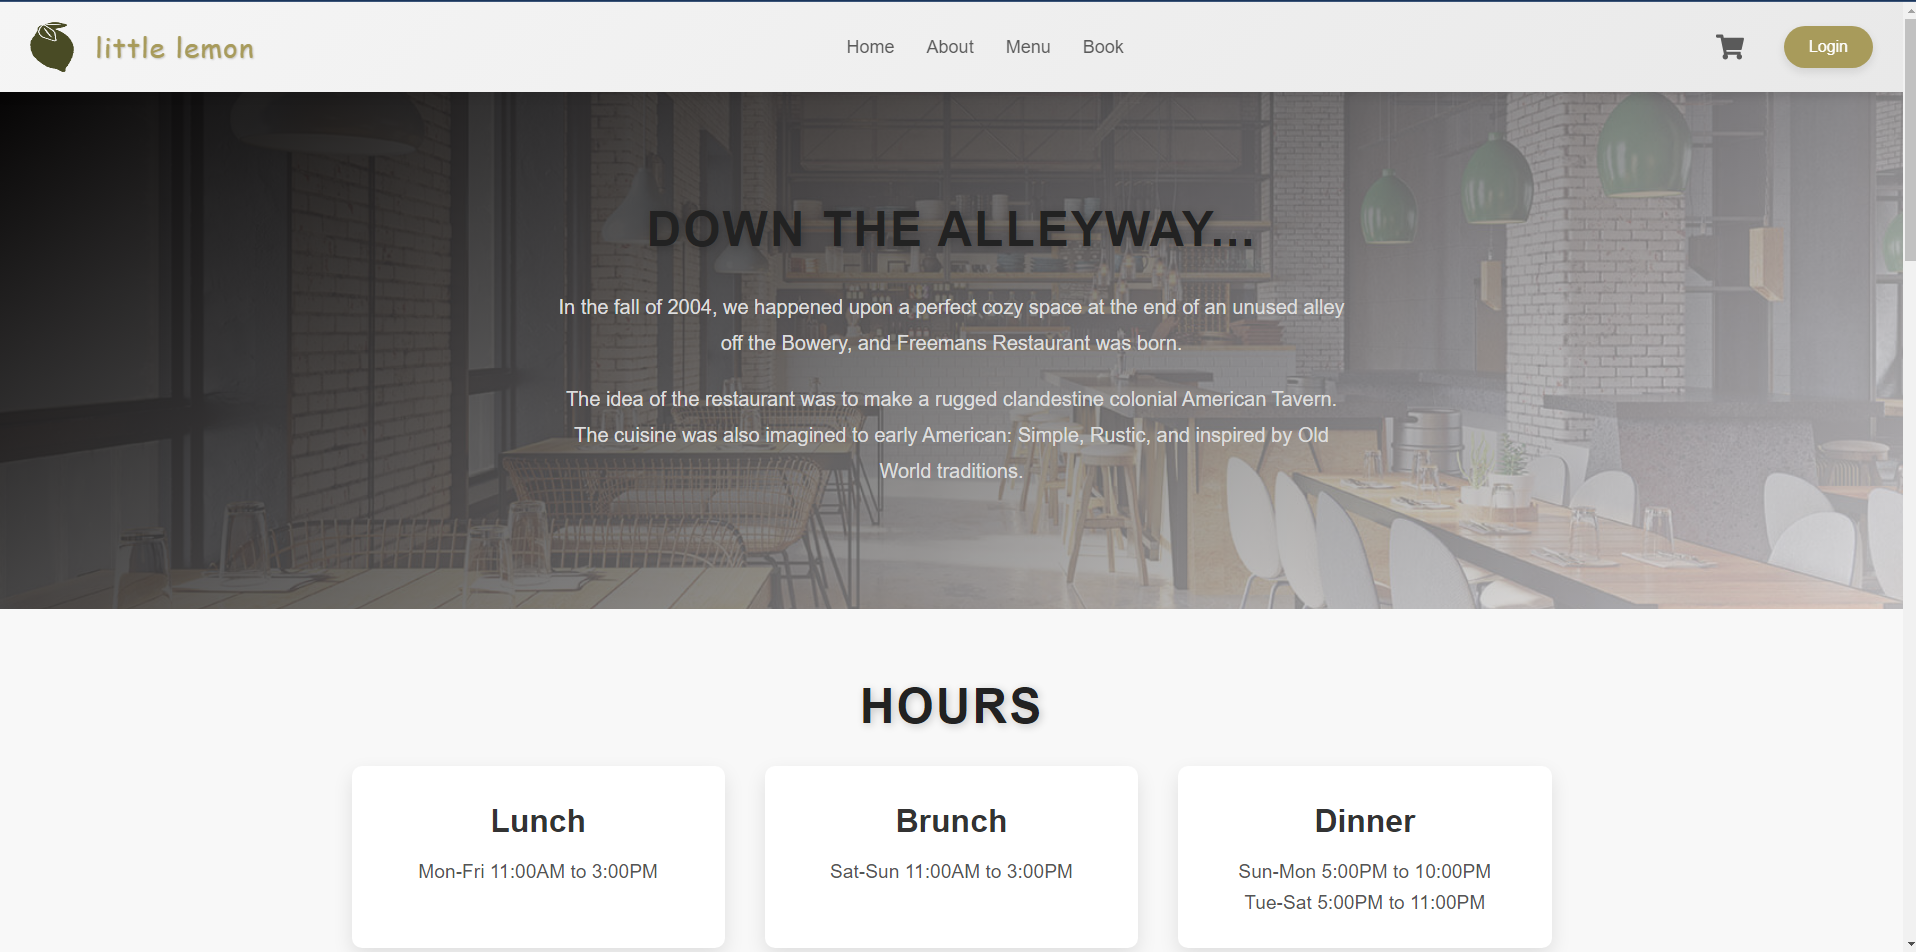 little lemon
Home About Menu Book
Login
DOWN THE ALLEYWAY...
In the fall of 2004, we happened upon a perfect cozy space at the end of an unused alley
off the Bowery, and Freemans Restaurant was born.
The idea of the restaurant was to make a rugged clandestine colonial American Tavern.
The cuisine was also imagined to early American: Simple, Rustic, and inspired by Old
World traditions.
HOURS
Lunch
Mon-Fri 11:00AM to 3:00PM
Brunch
Sat-Sun 11:00AM to 3:00PM
Dinner
Sun-Mon 5:00PM to 10:00PM
Tue-Sat 5:00PM to 11:00PM